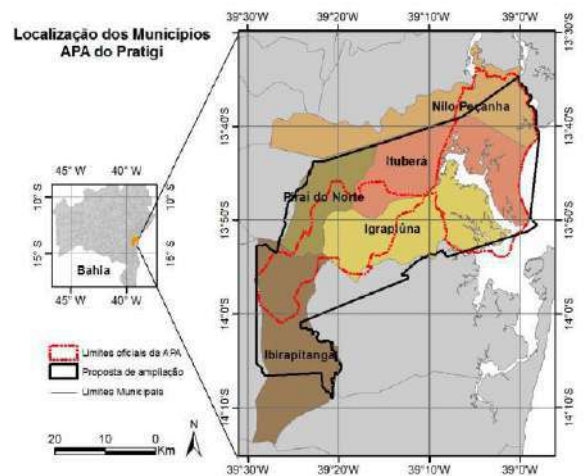 Localização dos Municípios
APA do Pratigi
39°30'W 39°20'W 39°10'W 39°0'W
13°30'S
13°40'S
13°50'S
14°0'S
14°10'S
Nilo Peçanha
Ituberá
Piraí do Norte
Igrapiúna
Ibirapitanga
45° W 40° W
10° S
15° S
10° S
15° S
Bahia
45° W 40° W
Limites oficiais da APA
Proposta de ampliação
Limites Municipais
20 10 0
Km
N
13°40'S
13°50'S
14°0'S
14°10'S
39°30'W 39°20'W 39°10'W 39°0'W